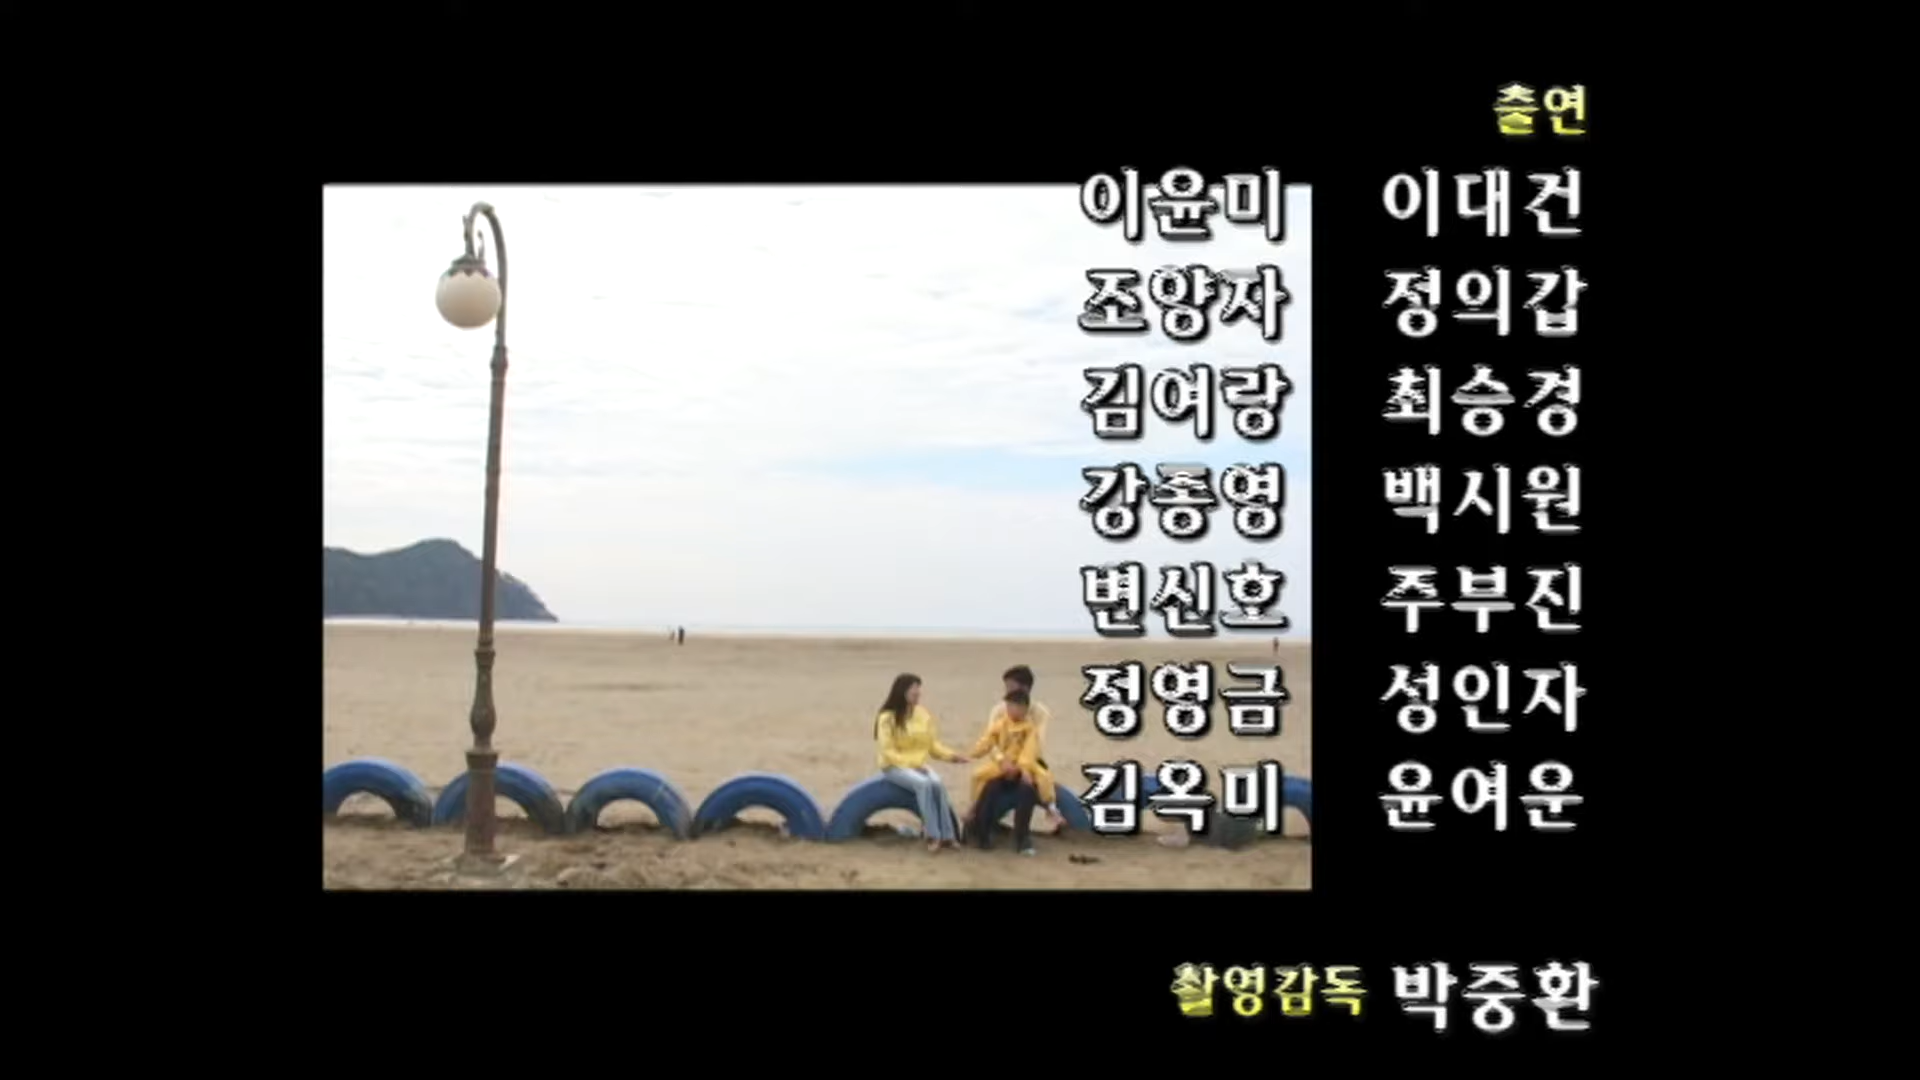 출연
이윤미 이대건
조양자 정의갑
김여랑 최승경
강종영 백시원
변신호 주부진
정영금 성인자
김옥미 윤여운
촬영감독 박중환